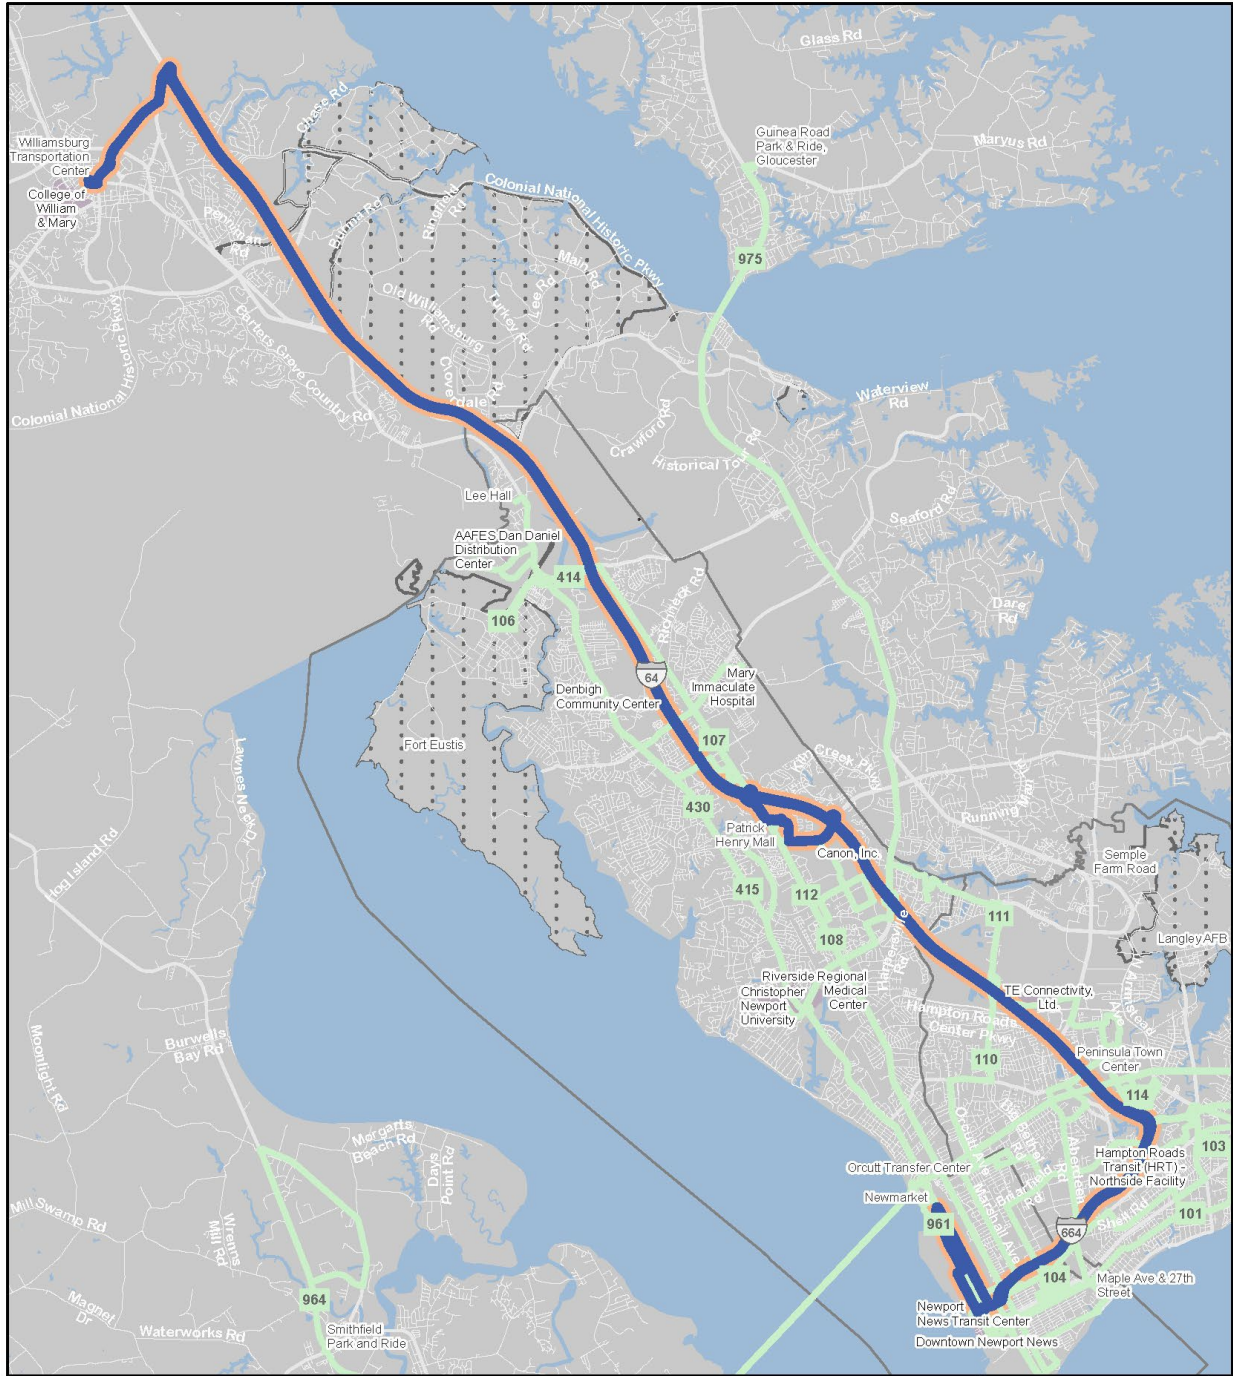 Glass Rd
Guinea Road
Park & Ride,
Gloucester
Maryus Rd
Chase Rd
Williamsburg
Transportation
Center
College of
William
& Mary
Colonial National Historic Pkwy
Ringfield
Rd
Penniman
Rd
975
Main Rd
Lee Rd
Turkey Rd
Old Williamsburg
Rd
Colonial National Historic Pkwy
Carters Grove Country Rd
Waterview
Rd
Crawford Rd
Historical Tour Rd
Lee Hall
Seaford Rd
AAFES Dan Daniel
Distribution
Center
414
106
Richneck Rd
Dare
Rd
64
Mary
Immaculate
Hospital
Denbigh
Community Center
Fort Eustis
107
Lawnes Neck Dr
430
Patrick
Henry Mall
Canon, Inc.
Semple
Farm Road
Hog Island Rd
415
112
111
108
Langley AFB
Riverside Regional
Medical
Center
Christopher
Newport
University
TE Connectivity,
Ltd.
Hampton Roads
Center Pkwy
Moonlight Rd
Burwells
Bay Rd
110
Peninsula Town
Center
114
Morgarts
Beach Rd
Days
Point Rd
103
Hampton Roads
Transit (HRT) -
Northside Facility
Orcutt Transfer Center
Newmarket
Marshall Ave
Shell Rd
101
Mill Swamp Rd
Wrenns
Mill Rd
961
664
104
Maple Ave & 27th
Street
964
Magnet
Dr
Waterworks Rd
Smithfield
Park and Ride
Newport
News Transit Center
Downtown Newport News